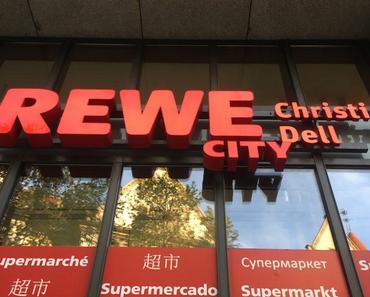 REWE
CITY
Christi
Dell
upermarché
超市
超市
Supermercado
Супермаркет
Supermarkt
S